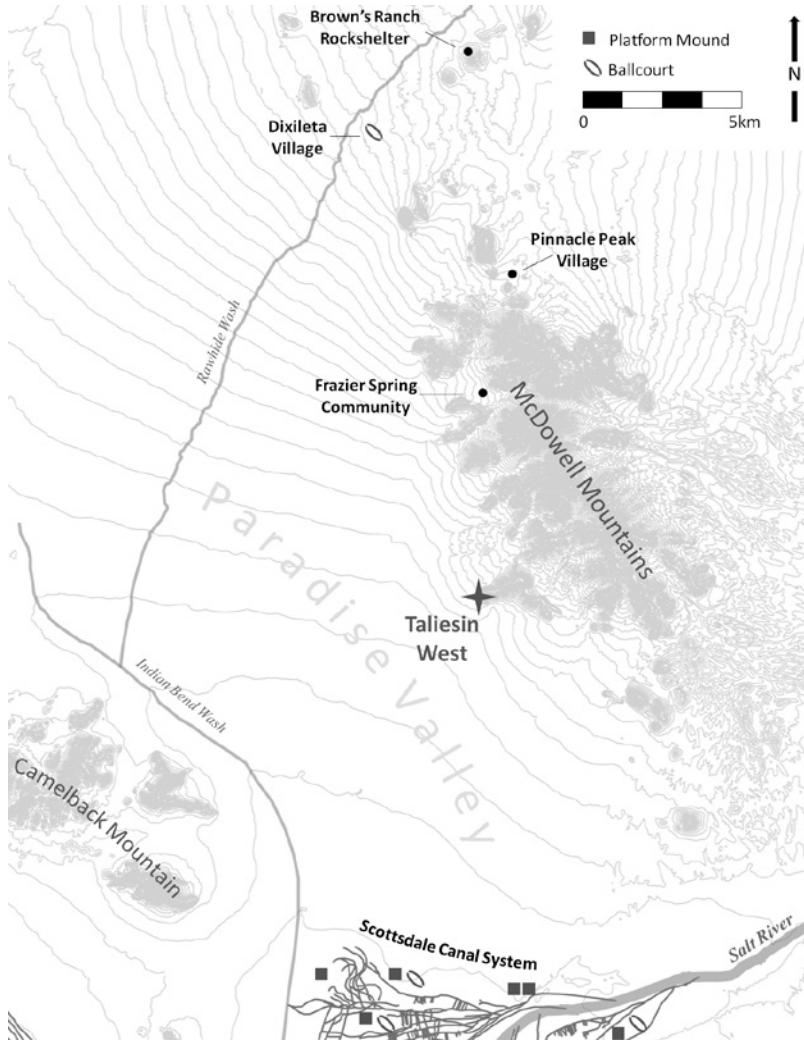 Brown's Ranch
Rockshelter
Platform Mound
Ballcourt
N
0 5km
Dixileta
Village
Pinnacle Peak
Village
Rawhide Wash
Frazier Spring
Community
McDowell Mountains
Paradise Valley
Taliesin
West
Indian Bend Wash
Camelback Mountain
Scottsdale Canal System
Salt River